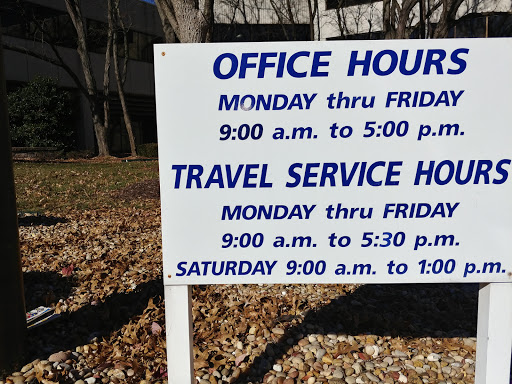 OFFICE HOURS
MONDAY thru FRIDAY
9:00 a.m. to 5:00 p.m.
TRAVEL SERVICE HOURS
MONDAY thru FRIDAY
9:00 a.m. to 5:30 p.m.
SATURDAY 9:00 a.m. to 1:00 p.m.